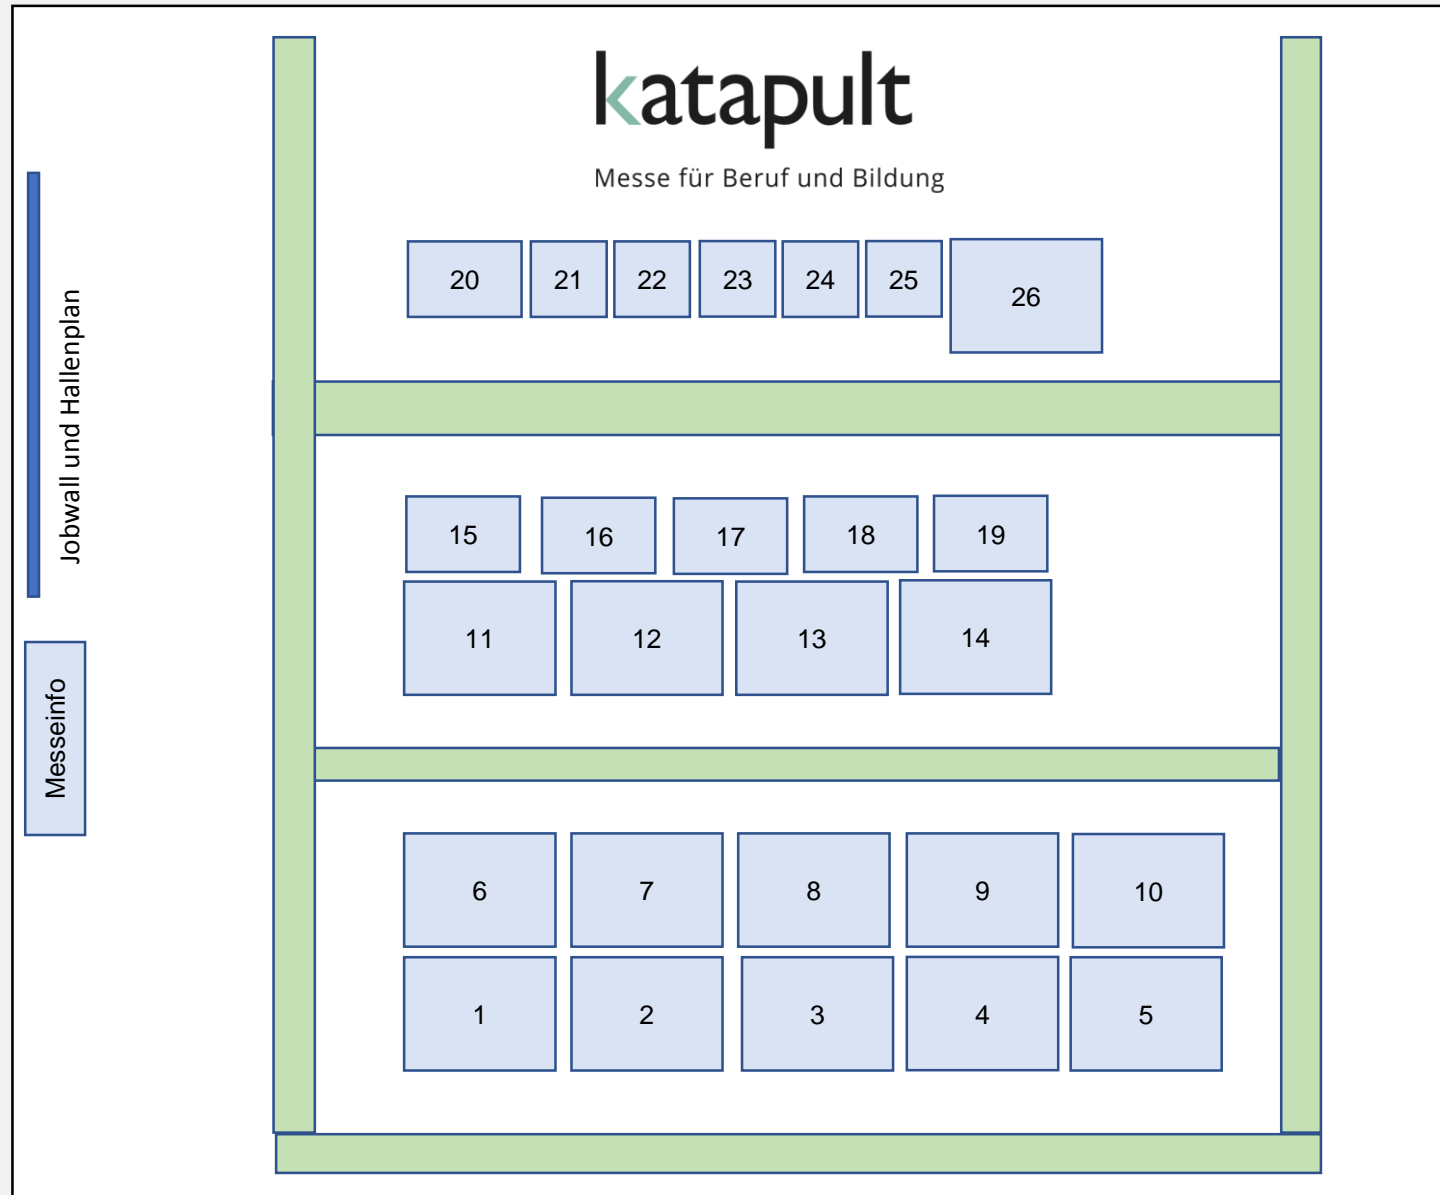 katapult
Messe für Beruf und Bildung
Jobwall und Hallenplan
Messeinfo
20 21 22 23 24 25 26
15 16 17 18 19
11 12 13 14
6 7 8 9 10
1 2 3 4 5